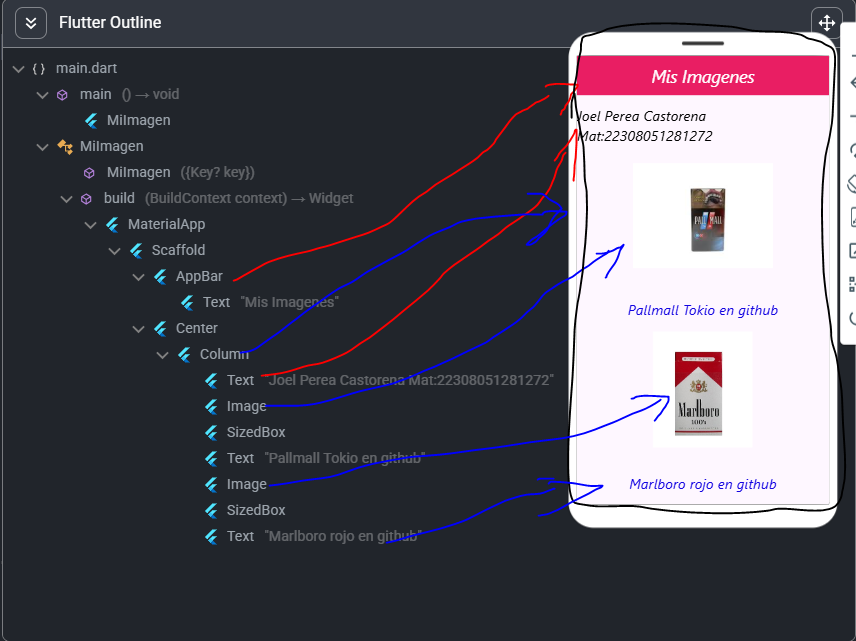 Flutter Outline
{} main.dart
main () → void
MiImagen
MiImagen
MiImagen ({Key? key})
build (BuildContext context) → Widget
MaterialApp
Scaffold
AppBar
Text "Mis Imagenes"
Center
Column
Text "Joel Perea Castorena Mat:22308051281272"
Image
SizedBox
Text "Pallmall Tokio en github"
Image
SizedBox
Text "Marlboro rojo en github"
Mis Imagenes
Joel Perea Castorena
Mat:22308051281272
PALL MALL
Pallmall Tokio en github
Marlboro
100's
Marlboro rojo en github